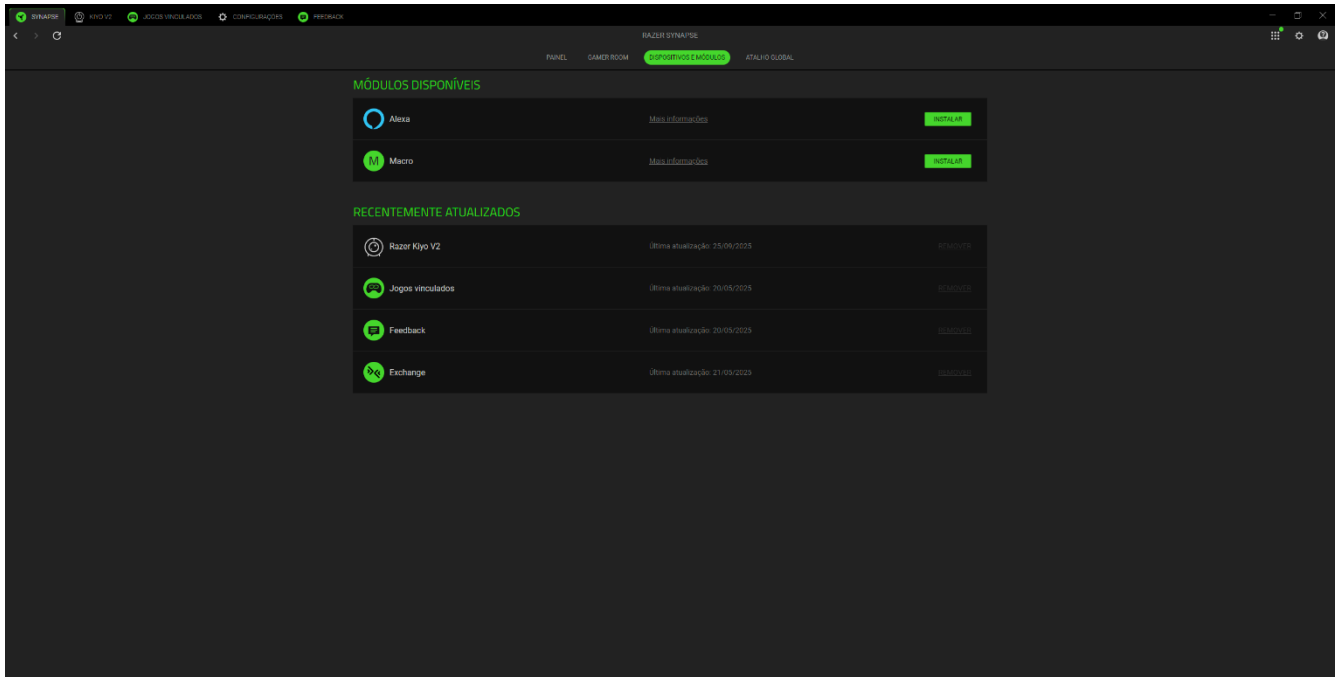 SYNAPSE KIYO V2 JOGOS VINCULADOS CONFIGURAÇÕES FEEDBACK
RAZER SYNAPSE
PAINEL GAMER ROOM DISPOSITIVOS E MÓDULOS ATALHO GLOBAL
MÓDULOS DISPONÍVEIS
Alexa Mais informações INSTALAR
M Macro Mais informações INSTALAR
RECENTEMENTE ATUALIZADOS
Razer Kiyo V2 Última atualização: 25/09/2025 REMOVER
Jogos vinculados Última atualização: 20/05/2025 REMOVER
Feedback Última atualização: 20/05/2025 REMOVER
Exchange Última atualização: 21/05/2025 REMOVER